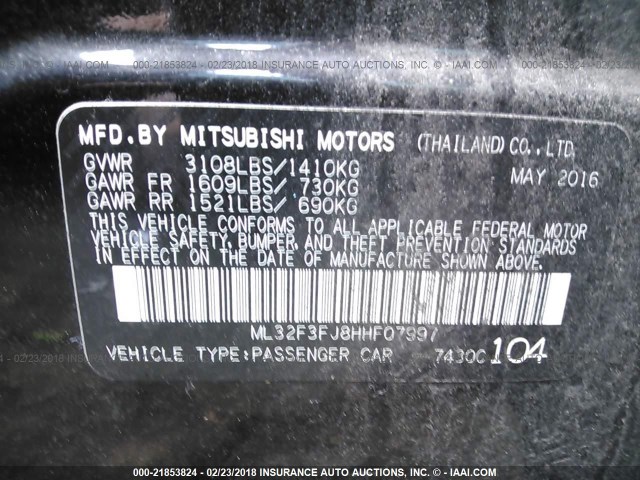 000-21853824 - 02/23/2018 INSURANCE AUTO AUCTIONS, INC. - © - IAAI.COM
MFD.BY MITSUBISHI MOTORS (THAILAND)CO.,LTD.
GVWR 3108LBS/1410KG MAY 2016
GAWR FR 1609LBS/ 730KG
GAWR RR 1521LBS/ 690KG
THIS VEHICLE CONFORMS TO ALL APPLICABLE FEDERAL MOTOR
VEHICLE SAFETY, BUMPER, AND THEFT PREVENTION STANDARDS
IN EFFECT ON THE DATE OF MANUFACTURE SHOWN ABOVE.
ML32F3FJ8HHF07997
VEHICLE TYPE:PASSENGER CAR 7430C 104
000-21853824 - 02/23/2018 INSURANCE AUTO AUCTIONS, INC. - © - IAAI.COM